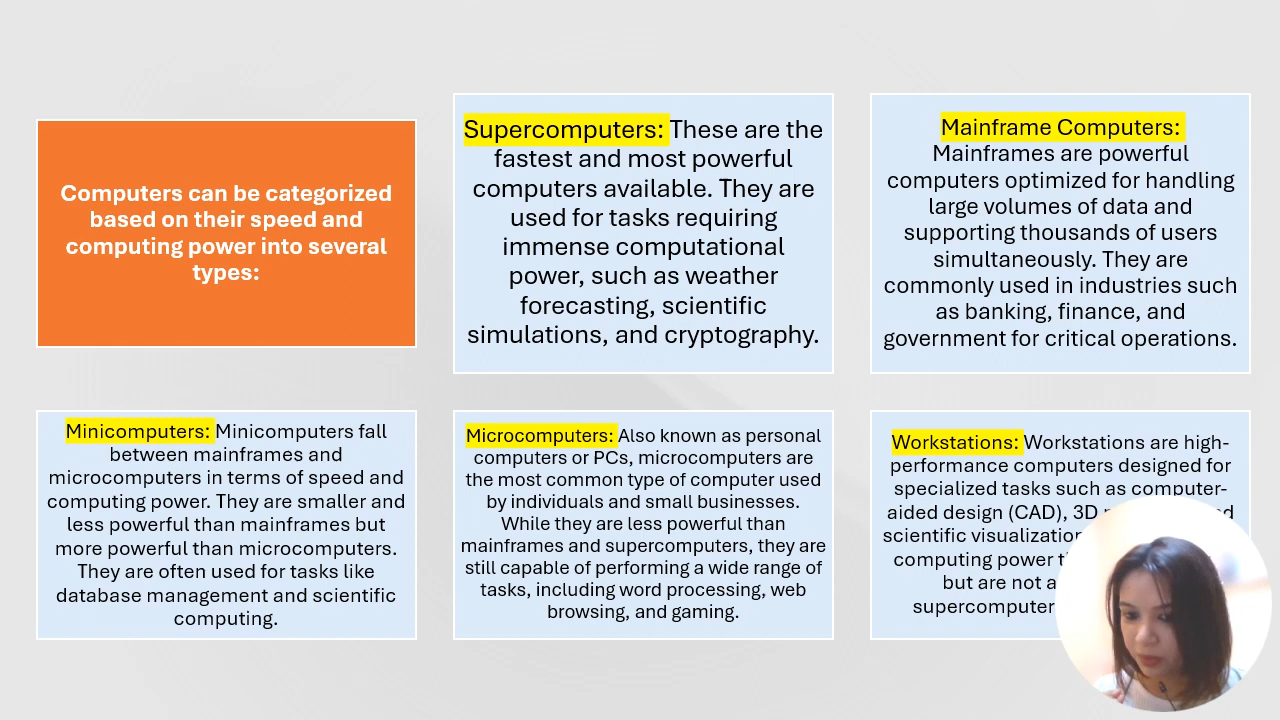 Computers can be categorized
based on their speed and
computing power into several
types:
Supercomputers: These are the
fastest and most powerful
computers available. They are
used for tasks requiring
immense computational
power, such as weather
forecasting, scientific
simulations, and cryptography.
Mainframe Computers:
Mainframes are powerful
computers optimized for handling
large volumes of data and
supporting thousands of users
simultaneously. They are
commonly used in industries such
as banking, finance, and
government for critical operations.
Minicomputers: Minicomputers fall
between mainframes and
microcomputers in terms of speed and
computing power. They are smaller and
less powerful than mainframes but
more powerful than microcomputers.
They are often used for tasks like
database management and scientific
computing.
Microcomputers: Also known as personal
computers or PCs, microcomputers are
the most common type of computer used
by individuals and small businesses.
While they are less powerful than
mainframes and supercomputers, they are
still capable of performing a wide range of
tasks, including word processing, web
browsing, and gaming.
Workstations: Workstations are high-
performance computers designed for
specialized tasks such as computer-
aided design (CAD), 3D
scientific
computing power
but are not